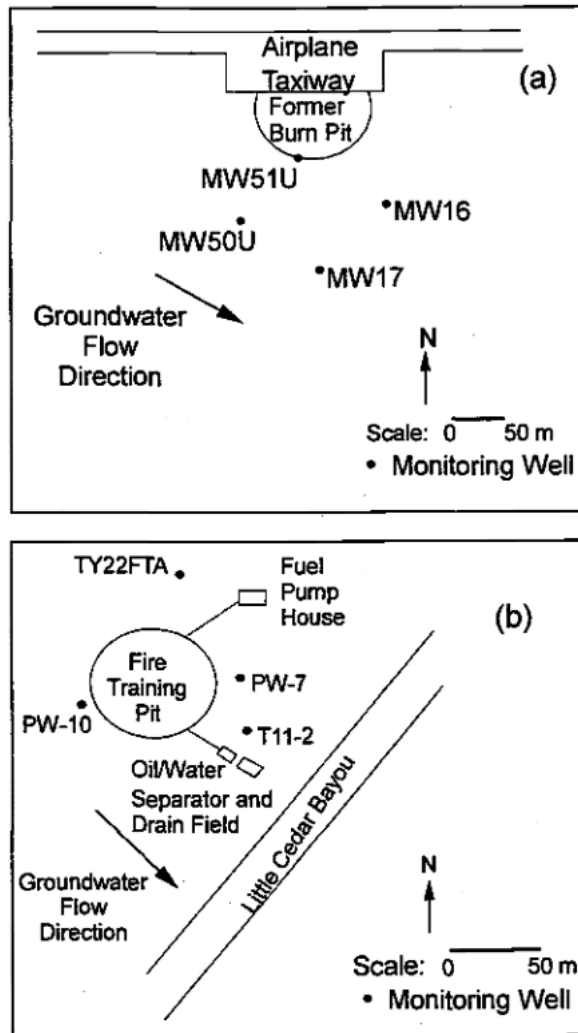 Airplane
Taxiway
(a)
Former
Burn Pit
MW51U
MW16
MW50U
MW17
Groundwater
Flow
Direction
N
Scale: 0 50 m
• Monitoring Well
TY22FTA
Fuel
Pump
House
(b)
Fire
Training
Pit
PW-7
PW-10
T11-2
Oil/Water
Separator and
Drain Field
Little Cedar Bayou
Groundwater
Flow
Direction
N
Scale: 0 50 m
• Monitoring Well